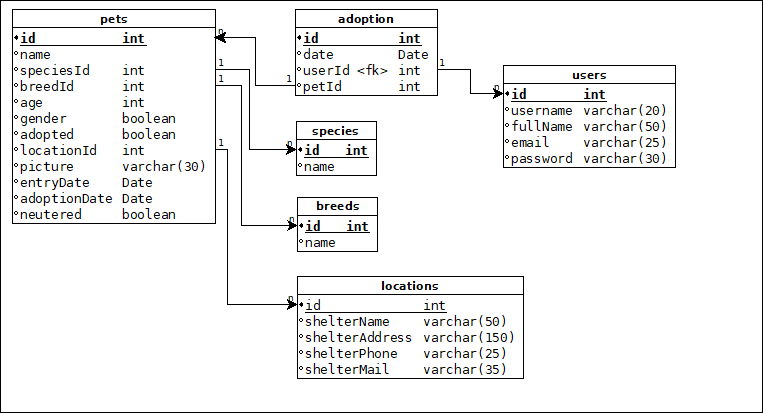 pets
id int
name
speciesId int
breedId int
age int
gender boolean
adopted boolean
locationId int
picture varchar(30)
entryDate Date
adoptionDate Date
neutered boolean
n
1
1
1
adoption
id int
date Date
userId <fk> int
petId int
1
1
n
users
id int
username varchar(20)
fullName varchar(50)
email varchar(25)
password varchar(30)
n
species
id int
name
n
breeds
id int
name
n
locations
id int
shelterName varchar(50)
shelterAddress varchar(150)
shelterPhone varchar(25)
shelterMail varchar(35)